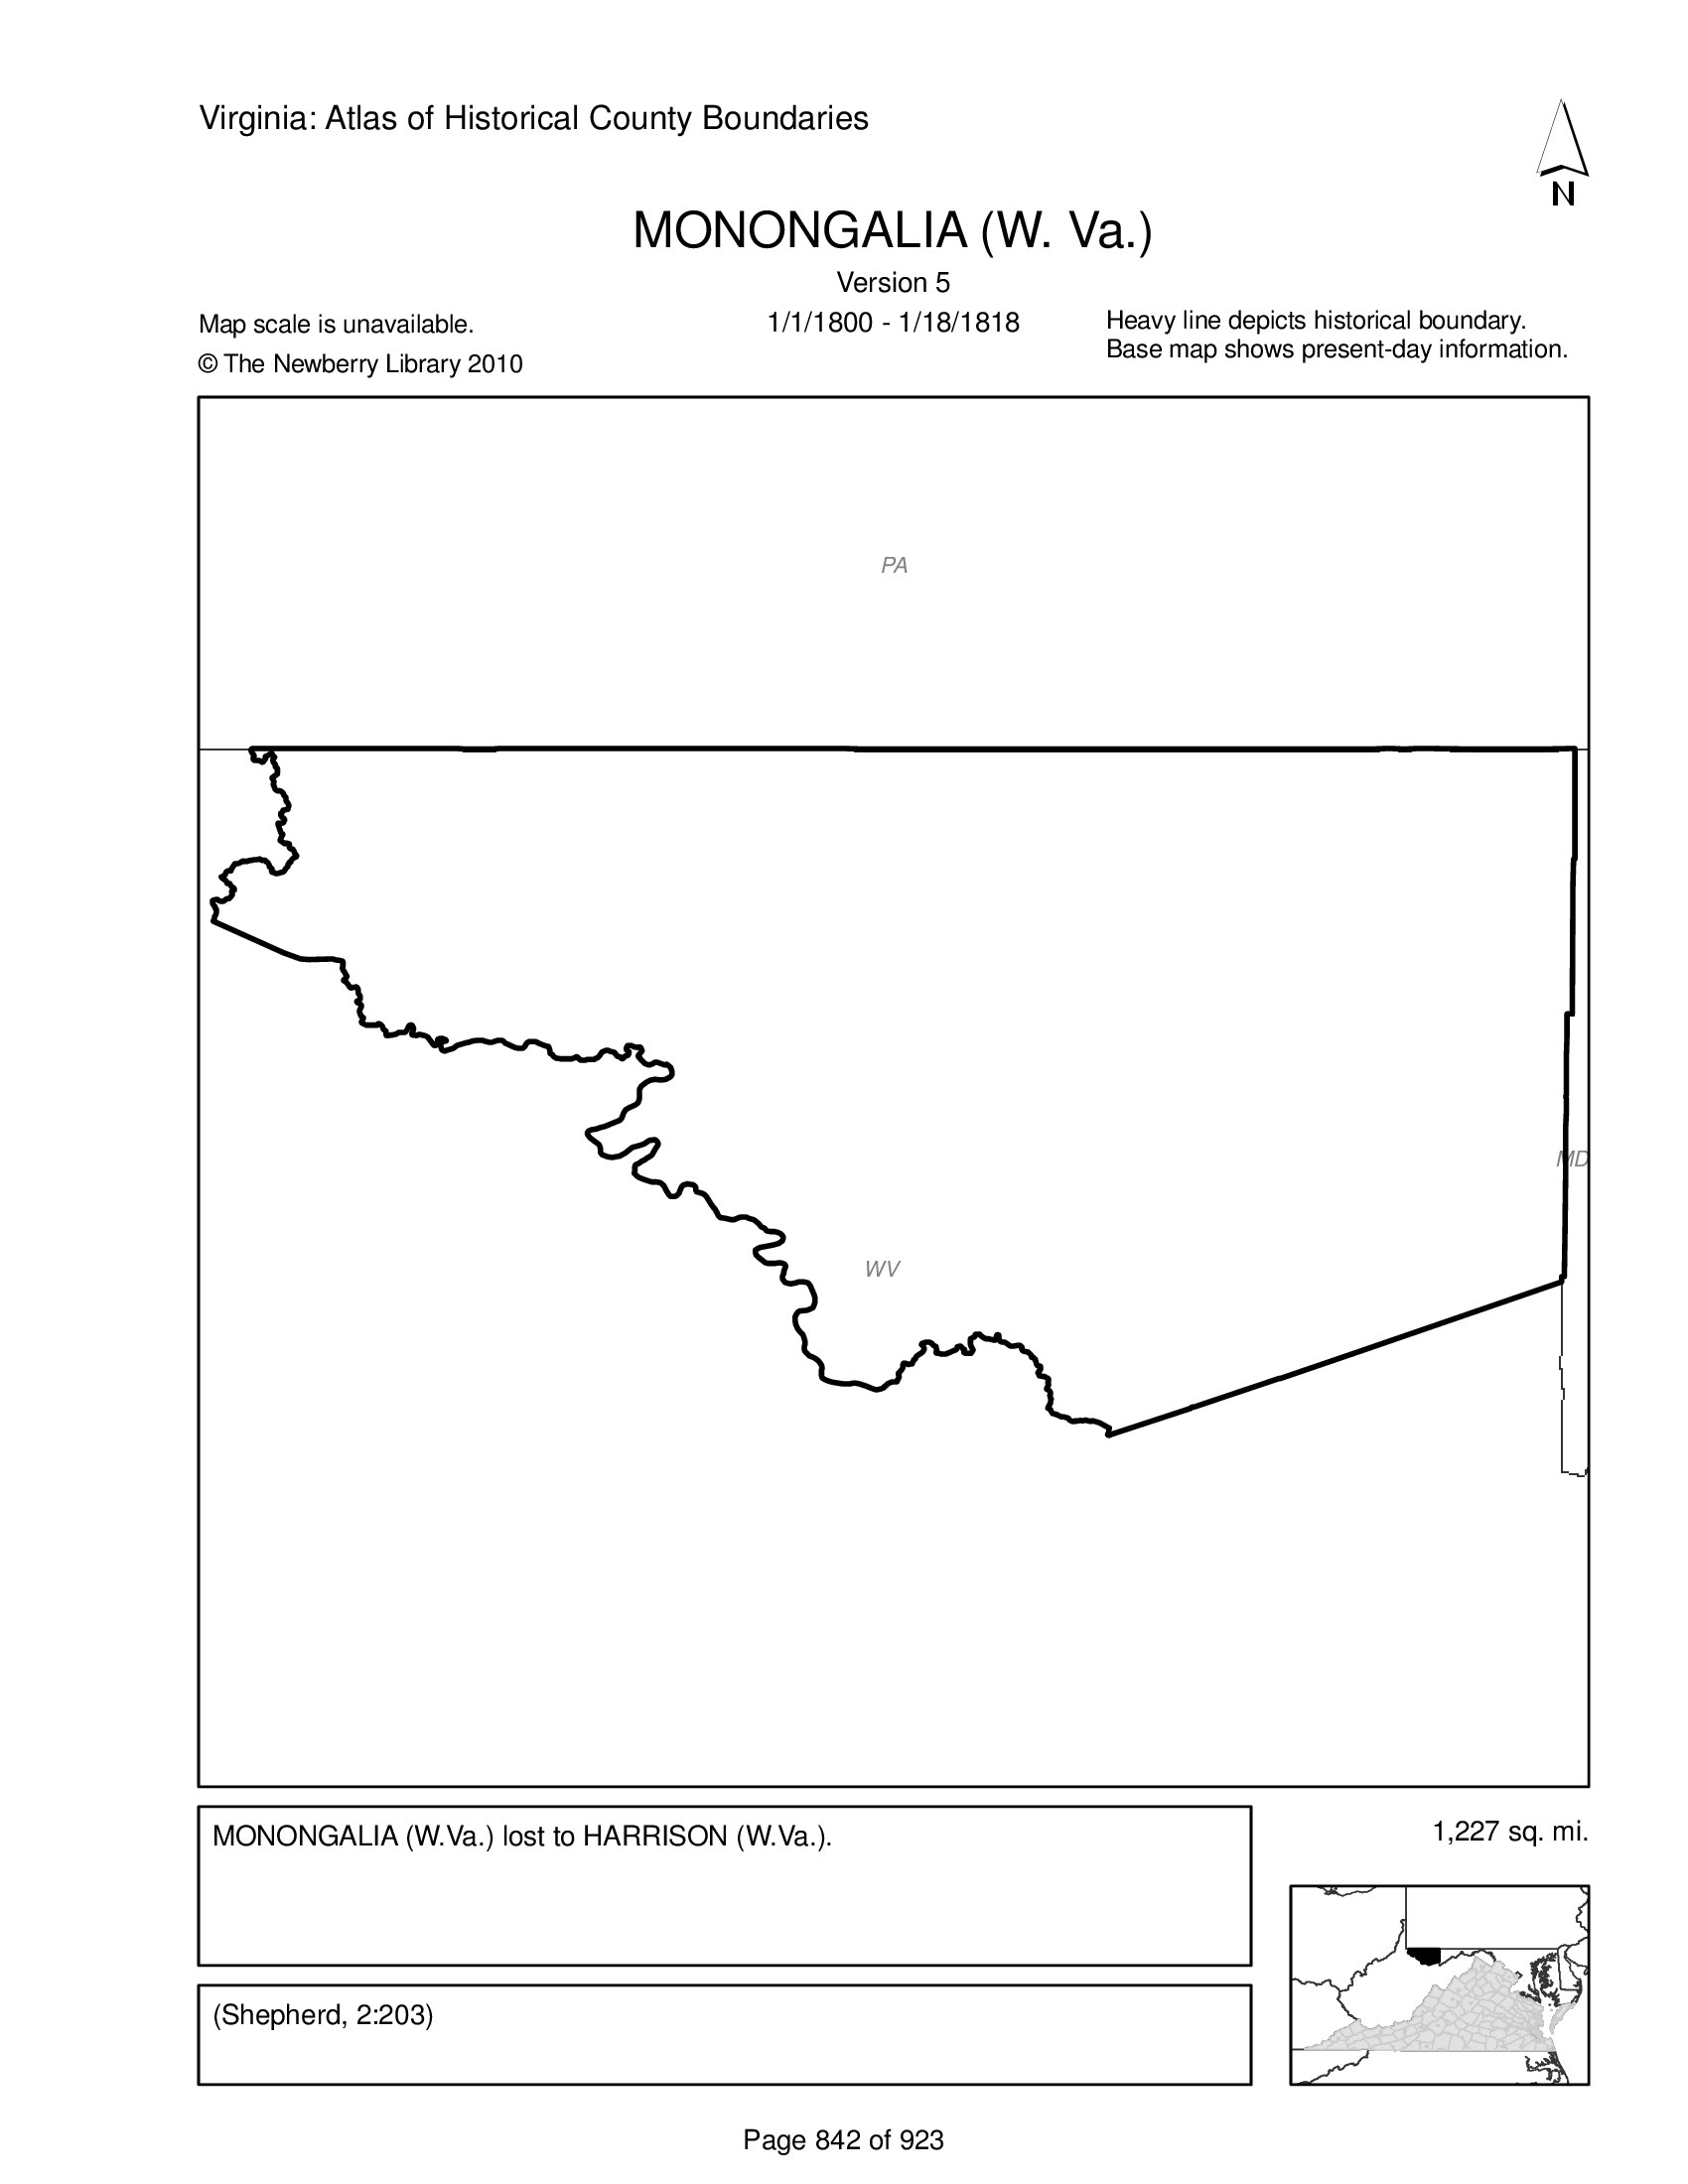 Virginia: Atlas of Historical County Boundaries
N
MONONGALIA (W. Va.)
Version 5
Map scale is unavailable.
1/1/1800 - 1/18/1818
Heavy line depicts historical boundary.
Base map shows present-day information.
© The Newberry Library 2010
PA
MD
WV
MONONGALIA (W.Va.) lost to HARRISON (W.Va.).
1,227 sq. mi.
(Shepherd, 2:203)
Page 842 of 923